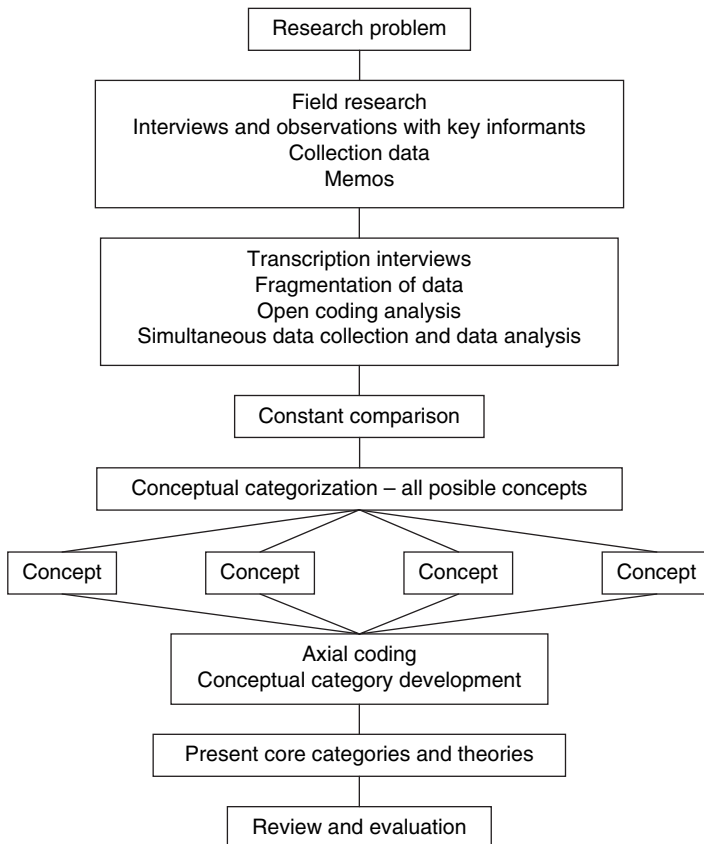 Research problem
Field research
Interviews and observations with key informants
Collection data
Memos
Transcription interviews
Fragmentation of data
Open coding analysis
Simultaneous data collection and data analysis
Constant comparison
Conceptual categorization – all posible concepts
Concept
Concept
Concept
Concept
Axial coding
Conceptual category development
Present core categories and theories
Review and evaluation